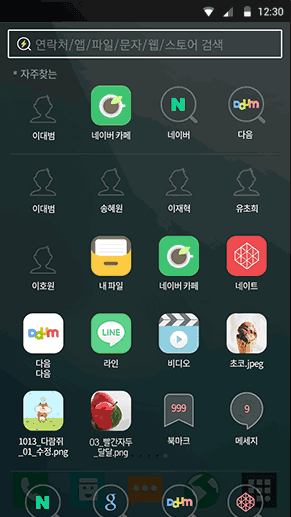 12:30
연락처/앱/파일/문자/웹/스토어 검색
자주찾는
N
Daum
이대범
네이버 카페
네이버
다음
이대범
송혜원
이재혁
유초희
이호원
내 파일
네이버 카페
네이트
Daum
LINE
다음
다음
라인
비디오
초코.jpeg
999
9
1013_다람쥐
_01_수정.png
03_빨간자두
_달달.png
북마크
메세지
N
g
Daum